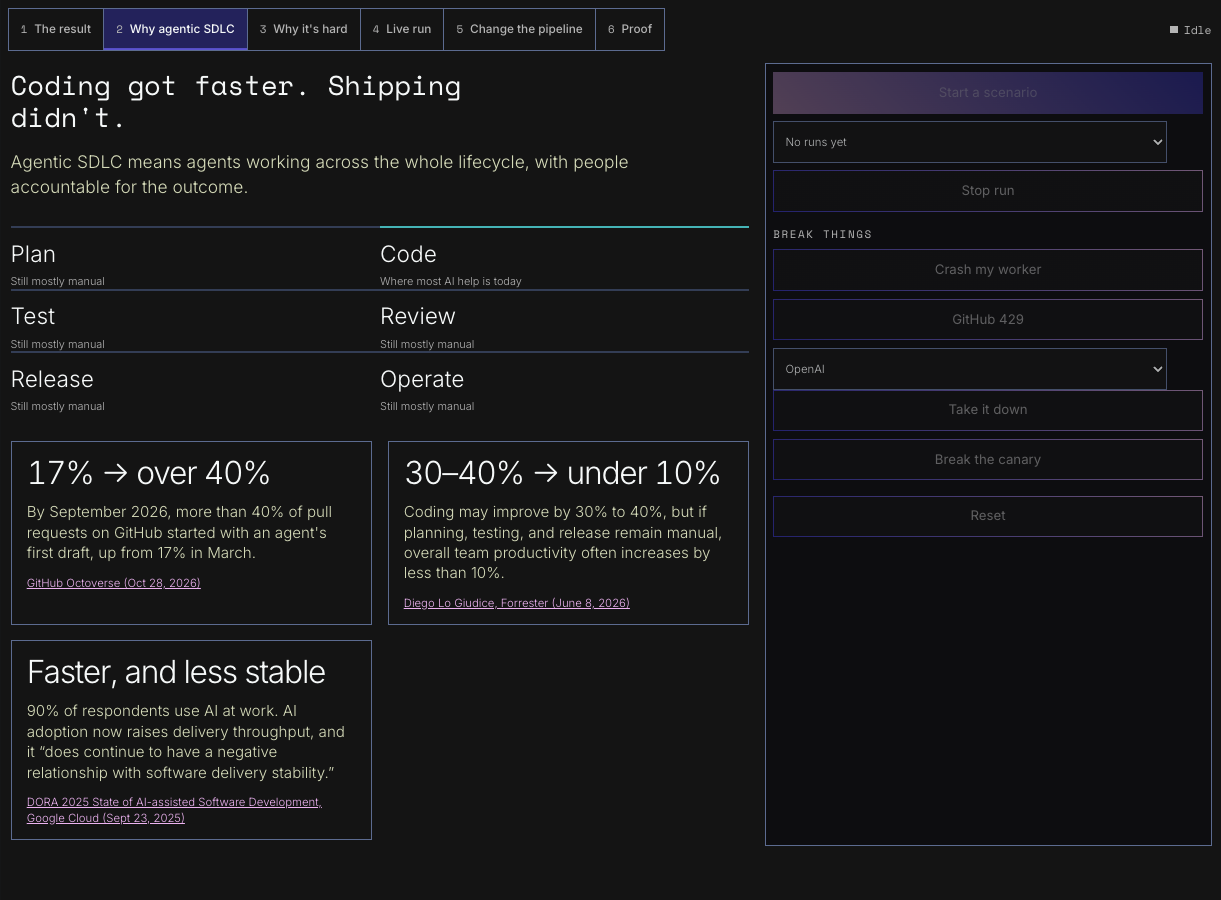 1 The result
2 Why agentic SDLC
3 Why it's hard
4 Live run
5 Change the pipeline
6 Proof
Idle
Coding got faster. Shipping
didn't.
Agentic SDLC means agents working across the whole lifecycle, with people
accountable for the outcome.
Plan
Still mostly manual
Code
Where most AI help is today
Test
Still mostly manual
Review
Still mostly manual
Release
Still mostly manual
Operate
Still mostly manual
17% → over 40%
By September 2026, more than 40% of pull
requests on GitHub started with an agent's
first draft, up from 17% in March.
GitHub Octoverse (Oct 28, 2026)
30–40% → under 10%
Coding may improve by 30% to 40%, but if
planning, testing, and release remain manual,
overall team productivity often increases by
less than 10%.
Diego Lo Giudice, Forrester (June 8, 2026)
Faster, and less stable
90% of respondents use AI at work. AI
adoption now raises delivery throughput, and
it “does continue to have a negative
relationship with software delivery stability.”
DORA 2025 State of AI-assisted Software Development,
Google Cloud (Sept 23, 2025)
Start a scenario
No runs yet
Stop run
BREAK THINGS
Crash my worker
GitHub 429
OpenAI
Take it down
Break the canary
Reset